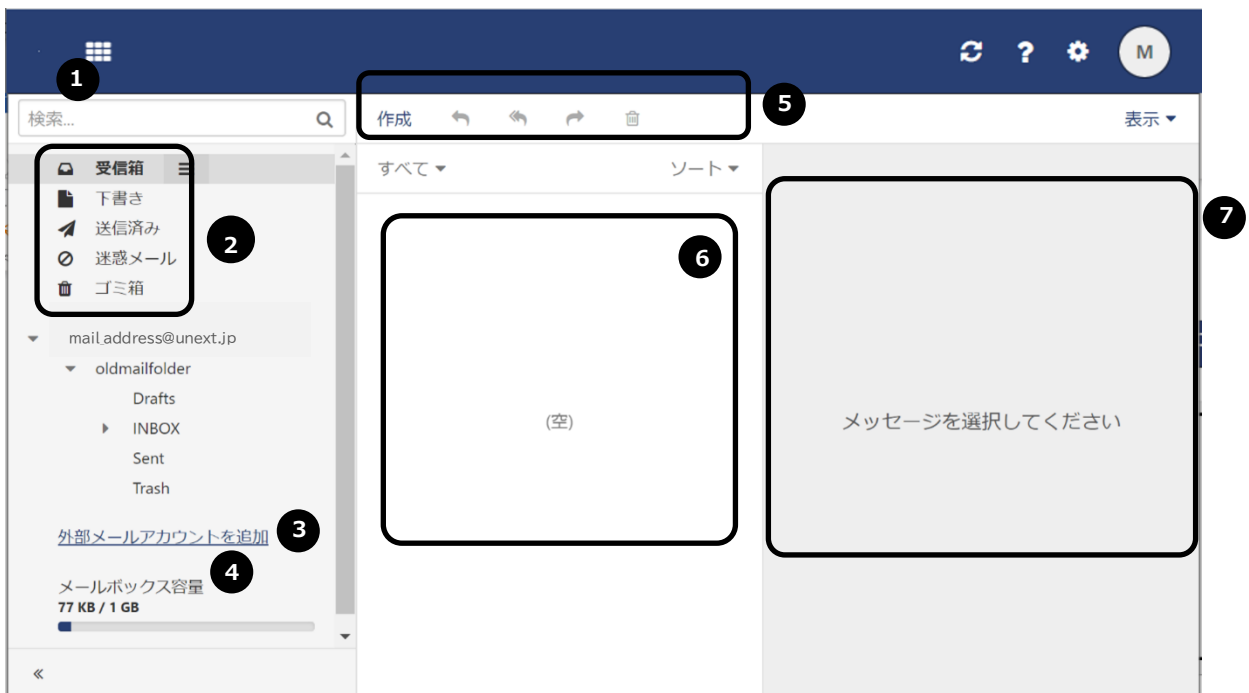 M
1
検索...
作成
5
表示
受信箱
下書き
送信済み
迷惑メール
ゴミ箱
2
すべて
ソート
6
7
mail_address@unext.jp
oldmailfolder
Drafts
INBOX
Sent
Trash
(空)
メッセージを選択してください
外部メールアカウントを追加
3
4
メールボックス容量
77 KB / 1 GB